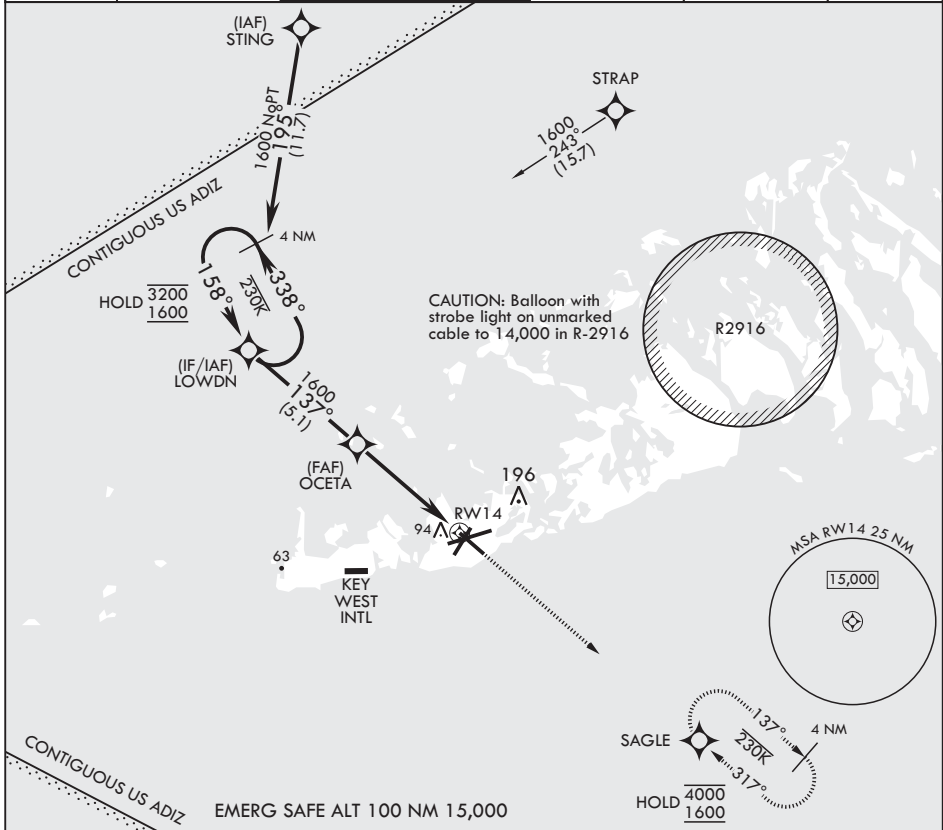 (IAF)
STING
1600 NoPT
195°
(11.7)
STRAP
1600
243°
(15.7)
CONTIGUOUS US ADIZ
4 NM
158°
230K
338°
HOLD 3200
1600
CAUTION: Balloon with
strobe light on unmarked
cable to 14,000 in R-2916
R2916
(IF/IAF)
LOWDN
1600
137°
(5.1)
(FAF)
OCETA
196
94
RW14
63
KEY
WEST
INTL
MSA RW14 25 NM
15,000
SAGLE
137°
230K
317°
4 NM
HOLD 4000
1600
CONTIGUOUS US ADIZ
EMERG SAFE ALT 100 NM 15,000